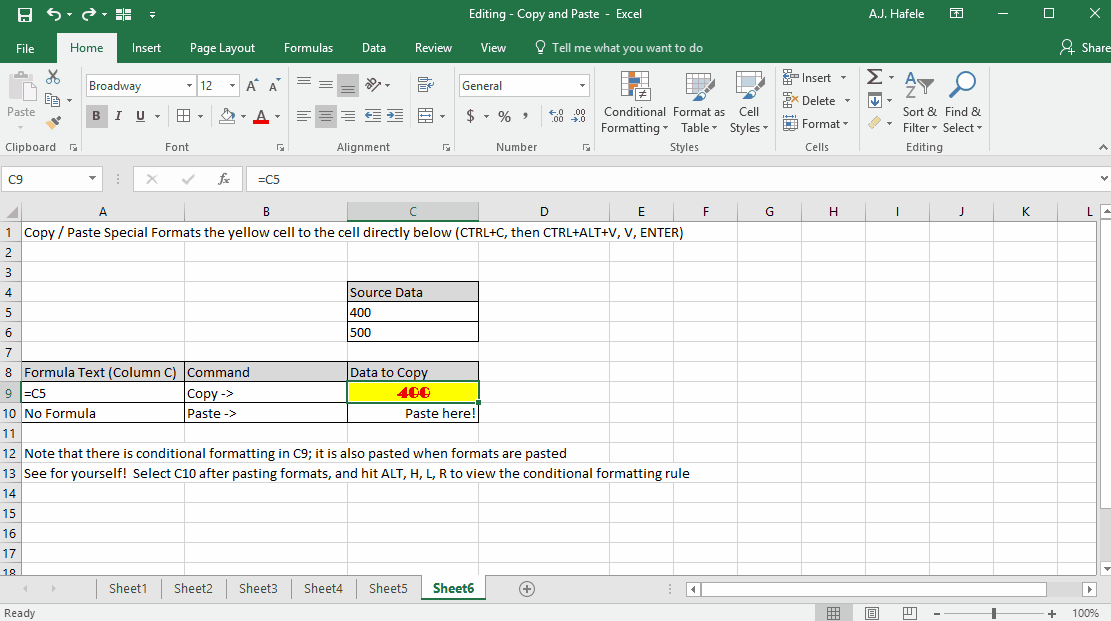 Editing - Copy and Paste - Excel
A.J. Hafele
File Home Insert Page Layout Formulas Data Review View Tell me what you want to do Share
Paste
Broadway 12
B I U
A A
A
General
$ % ,
Conditional Formatting
Format as Table
Cell Styles
Insert
Delete
Format
Sort & Filter
Find & Select
Clipboard Font Alignment Number Styles Cells Editing
C9 fx =C5
A B C D E F G H I J K L
1 Copy / Paste Special Formats the yellow cell to the cell directly below (CTRL+C, then CTRL+ALT+V, V, ENTER)
2
3
4 Source Data
5 400
6 500
7
8 Formula Text (Column C) Command Data to Copy
9 =C5 Copy -> 400
10 No Formula Paste -> Paste here!
11
12 Note that there is conditional formatting in C9; it is also pasted when formats are pasted
13 See for yourself! Select C10 after pasting formats, and hit ALT, H, L, R to view the conditional formatting rule
14
15
16
17
18
Sheet1 Sheet2 Sheet3 Sheet4 Sheet5 Sheet6
Ready 100%